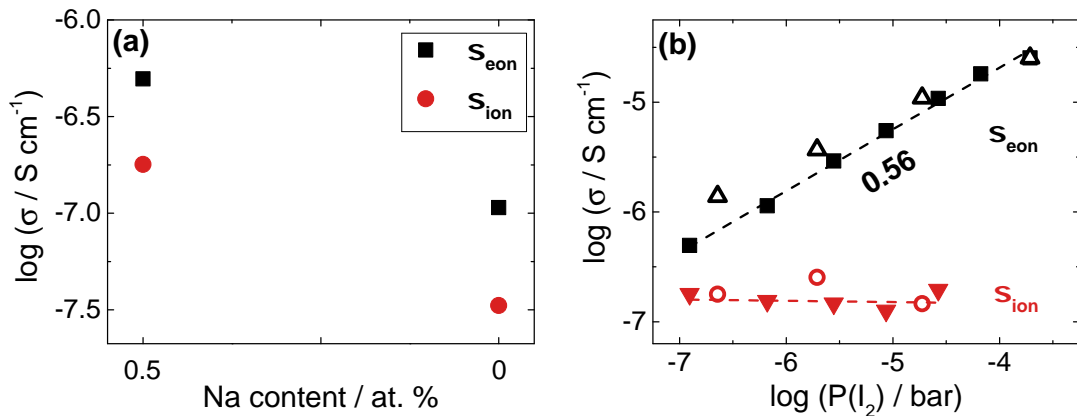 (a)
-6.0
-6.5
-7.0
-7.5
log (σ / S cm⁻¹)
0.5
0
Na content / at. %
s_eon
s_ion
(b)
-5
-6
-7
log (σ / S cm⁻¹)
-7
-6
-5
-4
log (P(I₂) / bar)
s_eon
0.56
s_ion